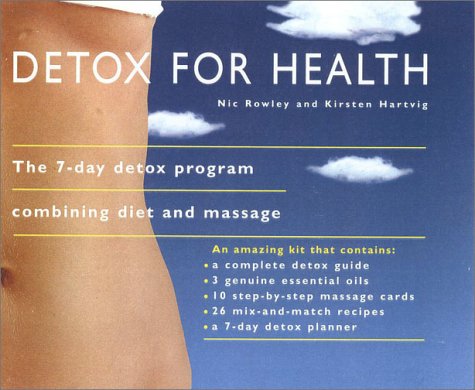 DETOX FOR HEALTH
Nic Rowley and Kirsten Hartvig
The 7-day detox program
combining diet and massage
An amazing kit that contains:
• a complete detox guide
• 3 genuine essential oils
• 10 step-by-step massage cards
• 26 mix-and-match recipes
• a 7-day detox planner